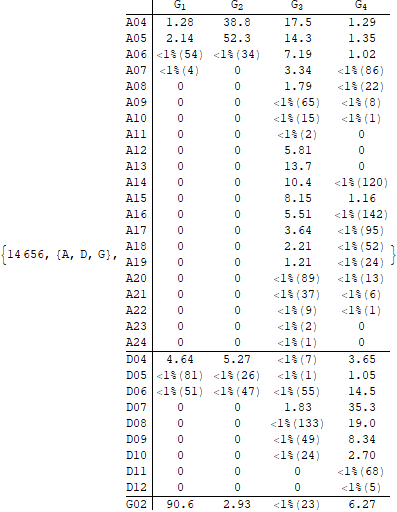 G1 G2 G3 G4
A04 1.28 38.8 17.5 1.29
A05 2.14 52.3 14.3 1.35
A06 <1%(54) <1%(34) 7.19 1.02
A07 <1%(4) 0 3.34 <1%(86)
A08 0 0 1.79 <1%(22)
A09 0 0 <1%(65) <1%(8)
A10 0 0 <1%(15) <1%(1)
A11 0 0 <1%(2) 0
A12 0 0 5.81 0
A13 0 0 13.7 0
A14 0 0 10.4 <1%(120)
A15 0 0 8.15 1.16
A16 0 0 5.51 <1%(142)
A17 0 0 3.64 <1%(95)
A18 0 0 2.21 <1%(52)
{14656, {A, D, G}, A19 0 0 1.21 <1%(24) }
A20 0 0 <1%(89) <1%(13)
A21 0 0 <1%(37) <1%(6)
A22 0 0 <1%(9) <1%(1)
A23 0 0 <1%(2) 0
A24 0 0 <1%(1) 0
D04 4.64 5.27 <1%(7) 3.65
D05 <1%(81) <1%(26) <1%(1) 1.05
D06 <1%(51) <1%(47) <1%(55) 14.5
D07 0 0 1.83 35.3
D08 0 0 <1%(133) 19.0
D09 0 0 <1%(49) 8.34
D10 0 0 <1%(24) 2.70
D11 0 0 0 <1%(68)
D12 0 0 0 <1%(5)
G02 90.6 2.93 <1%(23) 6.27